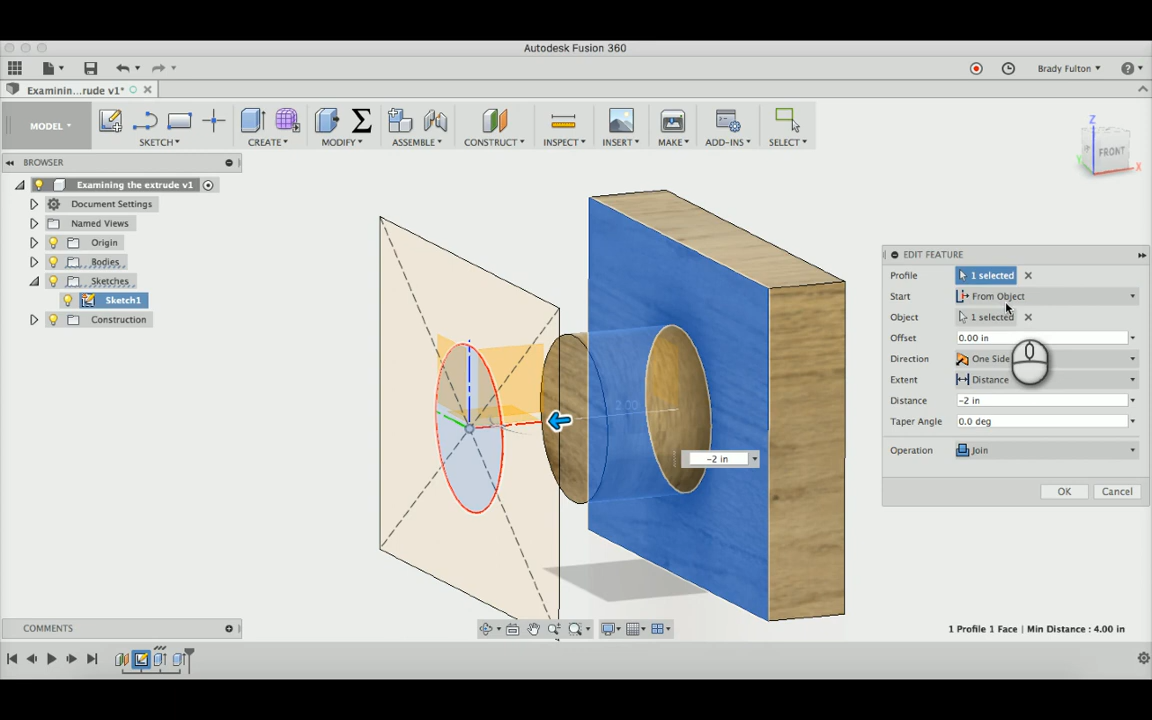 Autodesk Fusion 360
Brady Fulton
Examinin...rude v1*
MODEL
SKETCH
CREATE
MODIFY
ASSEMBLE
CONSTRUCT
INSPECT
INSERT
MAKE
ADD-INS
SELECT
Z
FRONT
Y
X
BROWSER
Examining the extrude v1
Document Settings
Named Views
Origin
Bodies
Sketches
Sketch1
Construction
EDIT FEATURE
Profile 1 selected
Start From Object
Object 1 selected
Offset 0.00 in
Direction One Side
Extent Distance
Distance -2 in
Taper Angle 0.0 deg
Operation Join
OK Cancel
2.00
-2 in
COMMENTS
1 Profile 1 Face | Min Distance : 4.00 in